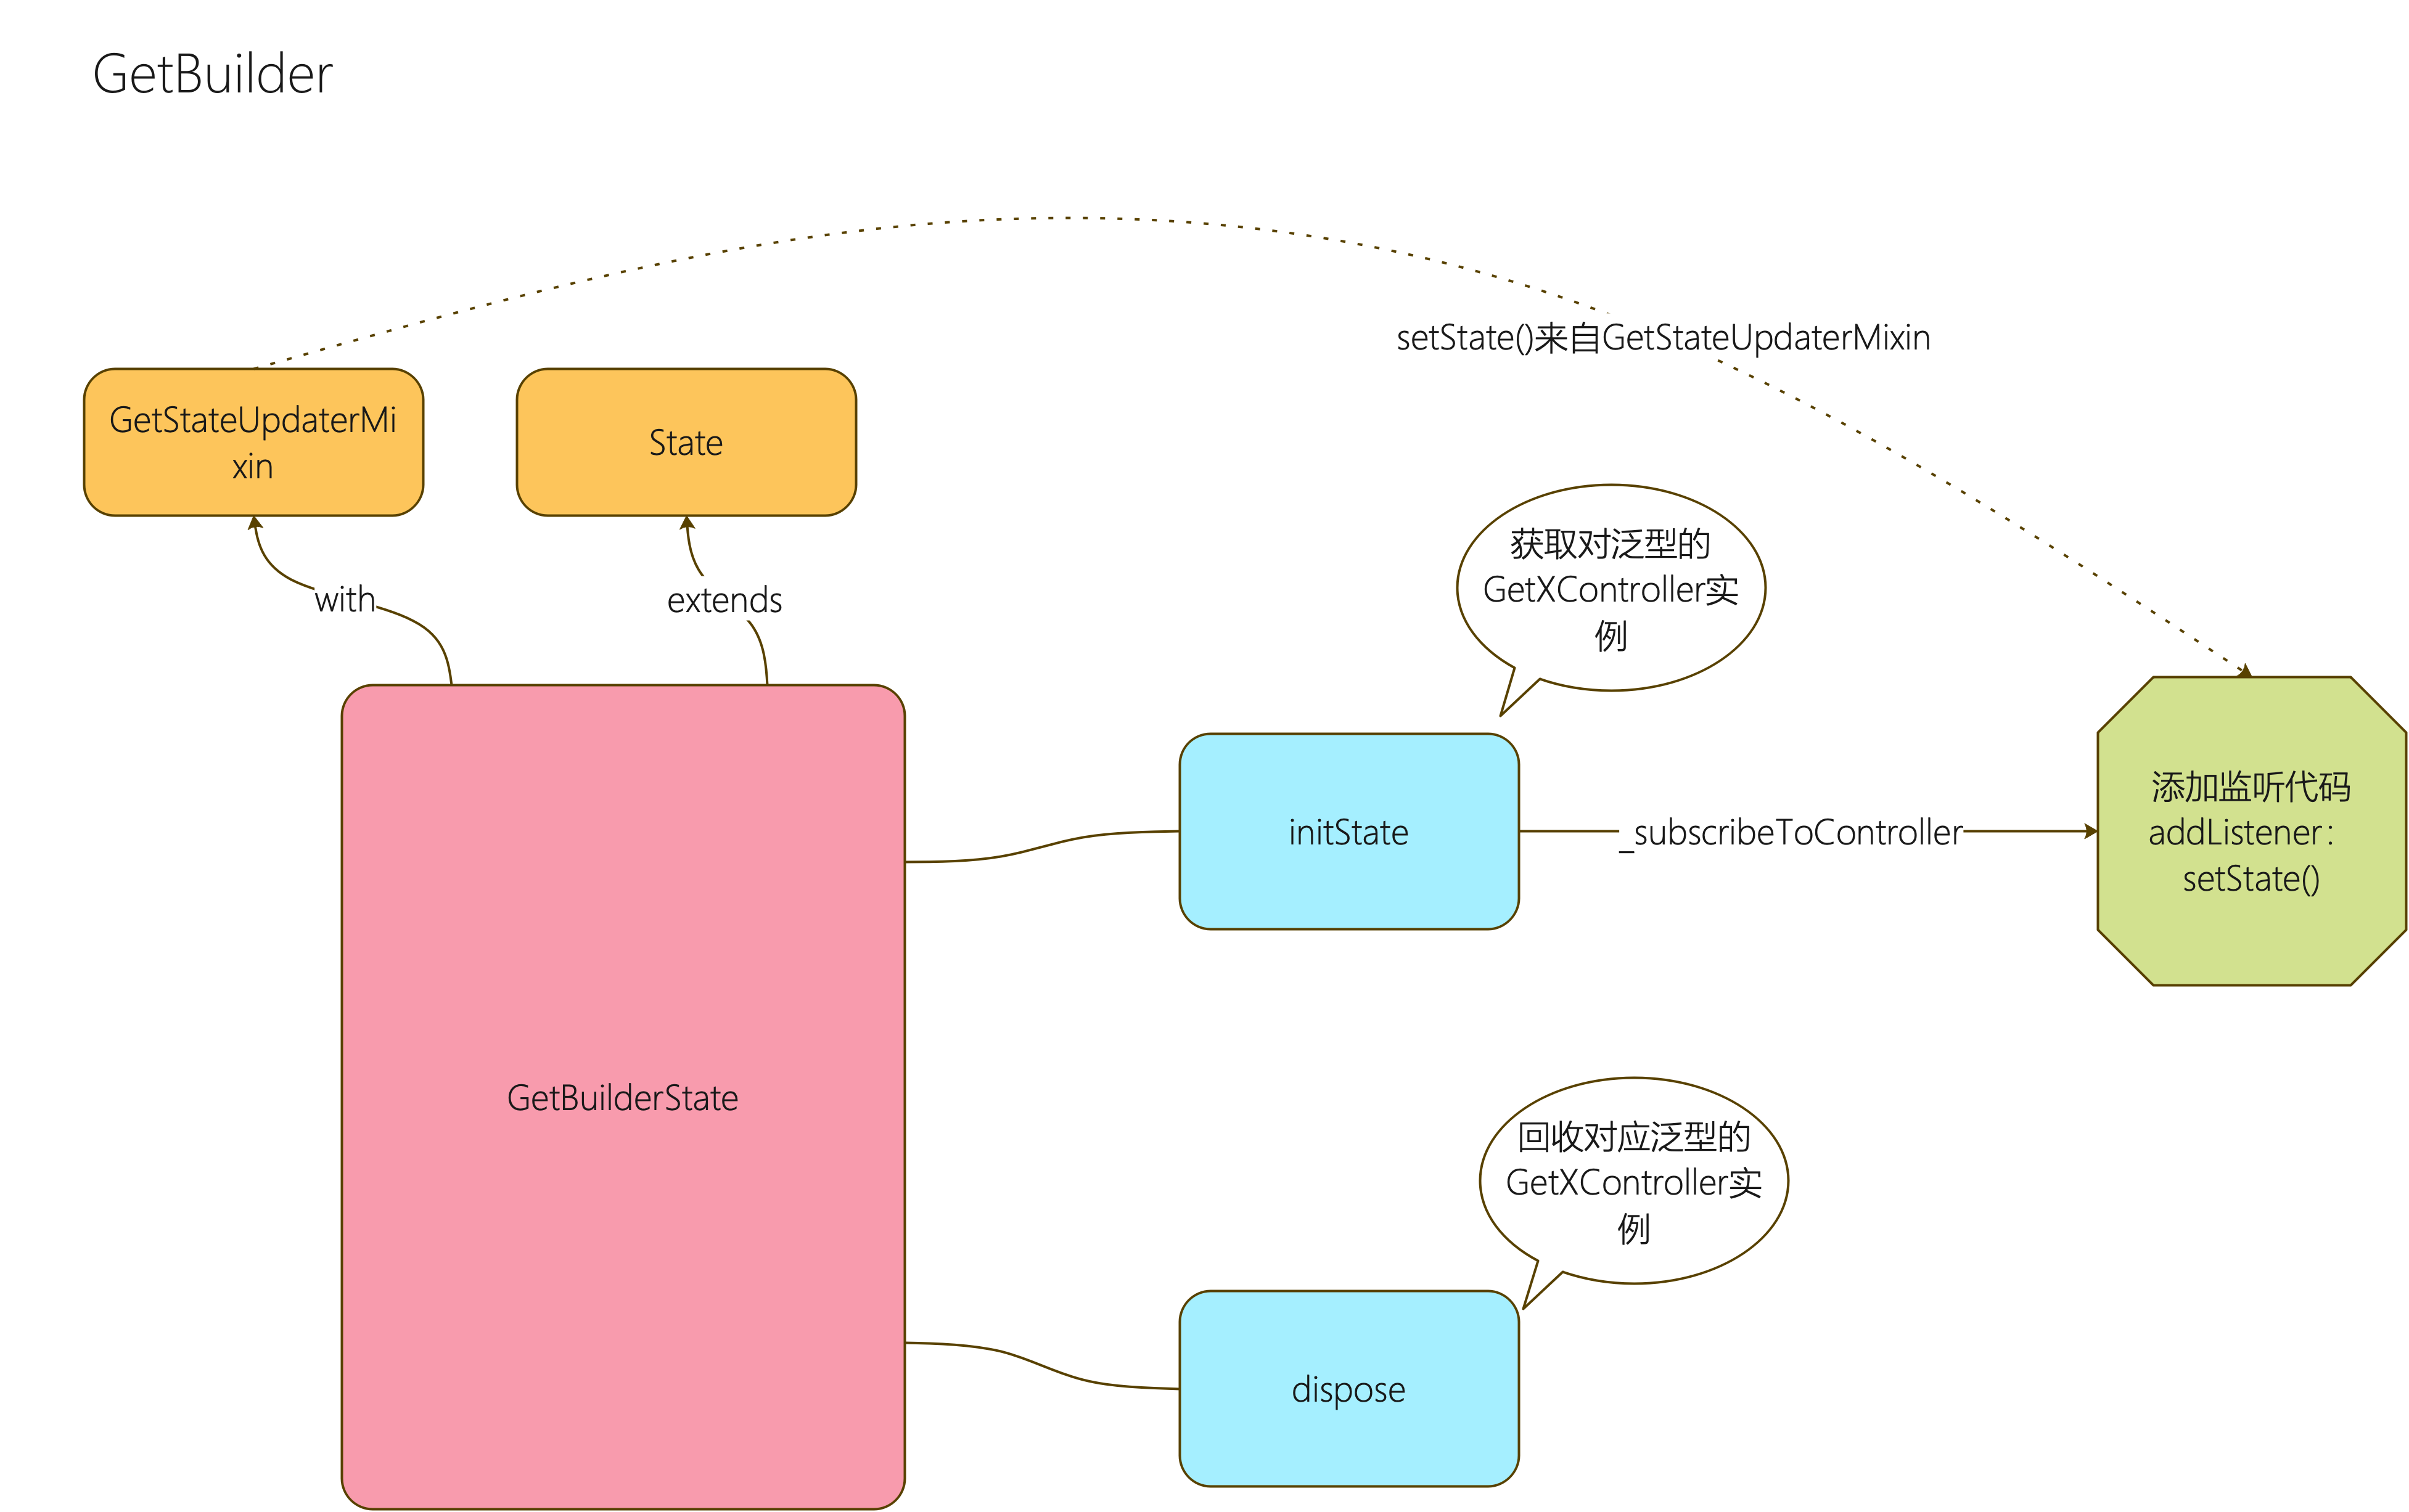 GetBuilder
setState()来自GetStateUpdaterMixin
GetStateUpdaterMi
xin
State
获取对泛型的
GetXController实
例
with
extends
添加监听代码
addListener：
setState()
initState
_subscribeToController
GetBuilderState
回收对应泛型的
GetXController实
例
dispose